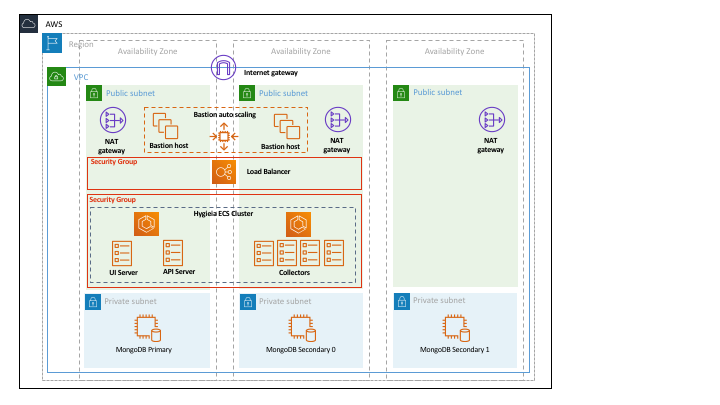 AWS
Region
Availability Zone
Availability Zone
Availability Zone
VPC
Internet gateway
Public subnet
Public subnet
Public subnet
NAT
gateway
Bastion auto scaling
Bastion host
Bastion host
NAT
gateway
NAT
gateway
Security Group
Load Balancer
Security Group
Hygieia ECS Cluster
UI Server
API Server
Collectors
Private subnet
Private subnet
Private subnet
MongoDB Primary
MongoDB Secondary 0
MongoDB Secondary 1